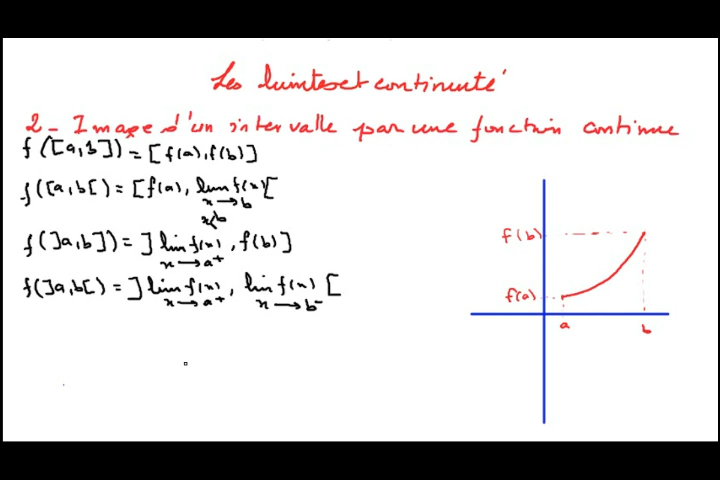 Les limites et continuité
2 - Image d'un intervalle par une fonction continue
f([a,b]) = [f(a), f(b)]
f([a,b[) = [f(a), lim f(x)[
x → b
x<b
f(]a,b]) = ] lim f(x), f(b)]
x → a+
f(]a,b[) = ] lim f(x), lim f(x) [
x → a+ x → b-
f(b)
f(a)
a b